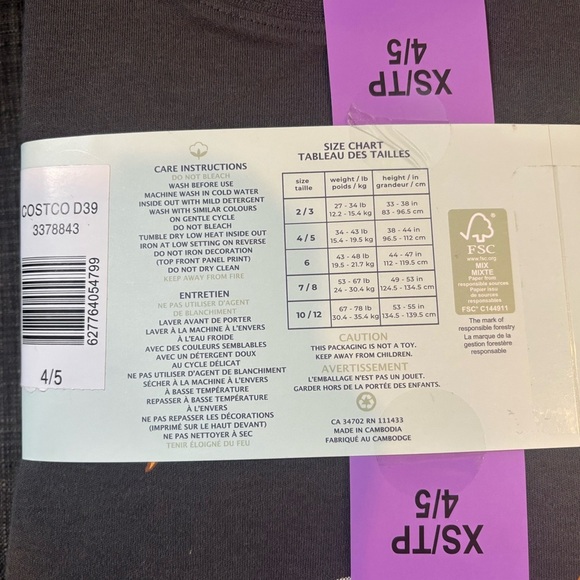 XS/TP
4/5
COSTCO D39
3378843
627764054799
4/5
CARE INSTRUCTIONS
DO NOT BLEACH
WASH BEFORE USE
MACHINE WASH IN COLD WATER
INSIDE OUT WITH MILD DETERGENT
WASH WITH SIMILAR COLOURS
ON GENTLE CYCLE
DO NOT BLEACH
TUMBLE DRY LOW HEAT INSIDE OUT
IRON AT LOW SETTING ON REVERSE
DO NOT IRON DECORATION
(TOP FRONT PANEL PRINT)
DO NOT DRY CLEAN
KEEP AWAY FROM FIRE
ENTRETIEN
NE PAS UTILISER D'AGENT
DE BLANCHIMENT
LAVER AVANT DE PORTER
LAVER À LA MACHINE À L'ENVERS
À L'EAU FROIDE
AVEC DES COULEURS SEMBLABLES
AVEC UN DÉTERGENT DOUX
AU CYCLE DÉLICAT
NE PAS UTILISER D'AGENT DE BLANCHIMENT
SÉCHER À LA MACHINE À L'ENVERS
À BASSE TEMPÉRATURE
REPASSER À BASSE TEMPÉRATURE
À L'ENVERS
NE PAS REPASSER LES DÉCORATIONS
(IMPRIMÉ SUR LE HAUT DEVANT)
NE PAS NETTOYER À SEC
TENIR ÉLOIGNÉ DU FEU
SIZE CHART
TABLEAU DES TAILLES
size taille weight / lb poids / kg height / in grandeur / cm
2 / 3 27 - 34 lb 12.2 - 15.4 kg 33 - 38 in 83 - 96.5 cm
4 / 5 34 - 43 lb 15.4 - 19.5 kg 38 - 44 in 96.5 - 112 cm
6 43 - 48 lb 19.5 - 21.7 kg 44 - 47 in 112 - 119.5 cm
7 / 8 53 - 67 lb 24 - 30.4 kg 49 - 53 in 124.5 - 134.5 cm
10 / 12 67 - 78 lb 30.4 - 35.4 kg 53 - 55 in 134.5 - 139.5 cm
CAUTION
THIS PACKAGING IS NOT A TOY.
KEEP AWAY FROM CHILDREN.
AVERTISSEMENT
L'EMBALLAGE N'EST PAS UN JOUET.
GARDER HORS DE LA PORTÉE DES ENFANTS.
CA 34702 RN 111433
MADE IN CAMBODIA
FABRIQUÉ AU CAMBODGE
FSC
www.fsc.org
MIX
MIXTE
Paper from
responsible sources
Papier issu
de sources
responsables
FSC® C144911
The mark of
responsible forestry
La marque de la
gestion forestière
responsable
XS/TP
4/5